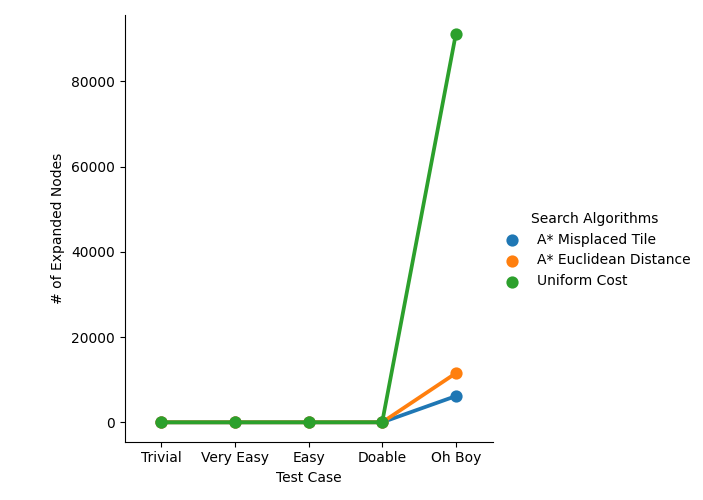 80000
60000
40000
20000
0
# of Expanded Nodes
Trivial Very Easy Easy Doable Oh Boy
Test Case
Search Algorithms
A* Misplaced Tile
A* Euclidean Distance
Uniform Cost